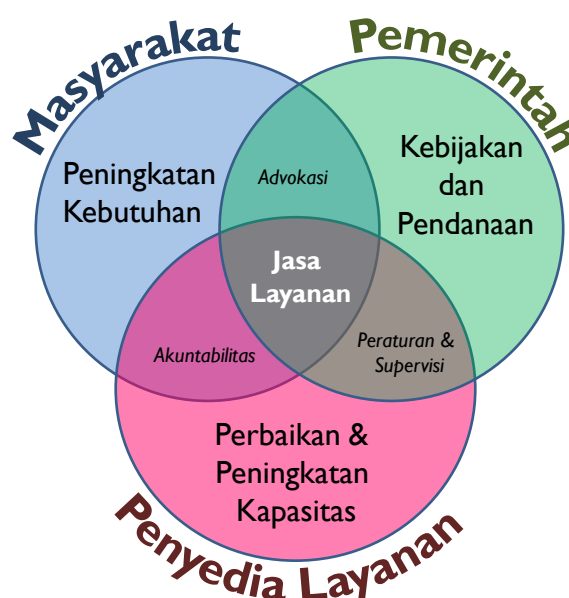 Masyarakat
Pemerintah
Peningkatan
Kebutuhan
Advokasi
Kebijakan
dan
Pendanaan
Jasa
Layanan
Akuntabilitas
Peraturan &
Supervisi
Perbaikan &
Peningkatan
Kapasitas
Penyedia Layanan